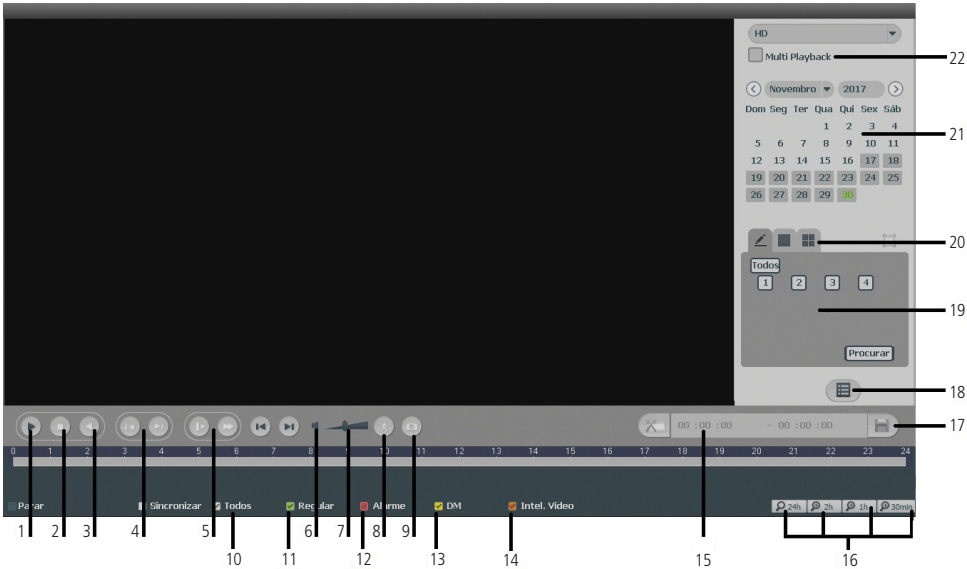 HD
Multi Playback
22
Novembro 2017
Dom Seg Ter Qua Qui Sex Sáb
1 2 3 4
21
5 6 7 8 9 10 11
12 13 14 15 16 17 18
19 20 21 22 23 24 25
26 27 28 29 30
20
Todos
1 2 3 4
19
Procurar
18
00 :00 :00 - 00 :00 :00
17
0 1 2 3 4 5 6 7 8 9 10 11 12 13 14 15 16 17 18 19 20 21 22 23 24
Parar Sincronizar Todos Regular Alarme DM Intel. Video
24h 2h 1h 30min
1 2 3 4 5 6 7 8 9
10 11 12 13 14 15 16